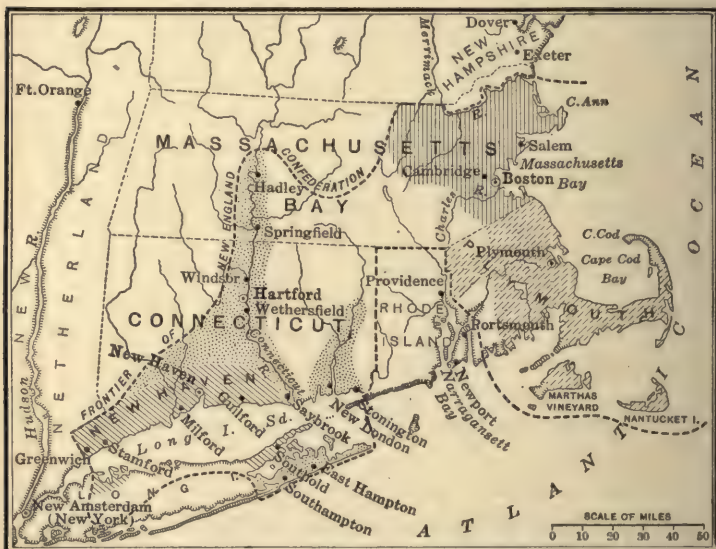 Dover
NEW
HAMPSHIRE
Exeter
Merrimac
R.
Ft. Orange
C. Ann
MASSACHUSETTS
BAY
Salem
Massachusetts
Bay
Cambridge
Boston
Charles
R.
Hadley
Springfield
FRONTIER OF NEW ENGLAND CONFEDERATION
C. Cod
Cape Cod
Bay
Plymouth
PLYMOUTH
Windsor
Hartford
Wethersfield
CONNECTICUT
Connecticut
R.
Providence
RHODE
ISLAND
Portsmouth
Newport
Narragansett
Bay
MARTHAS
VINEYARD
NANTUCKET I.
NEW NETHERLAND
Hudson R.
New Haven
NEW HAVEN
Guilford
Milford
Saybrook
New London
Stonington
Stamford
Greenwich
Long I. Sd.
LONG I.
Southold
East Hampton
Southampton
New Amsterdam
(New York)
ATLANTIC
OCEAN
SCALE OF MILES
0 10 20 30 40 50